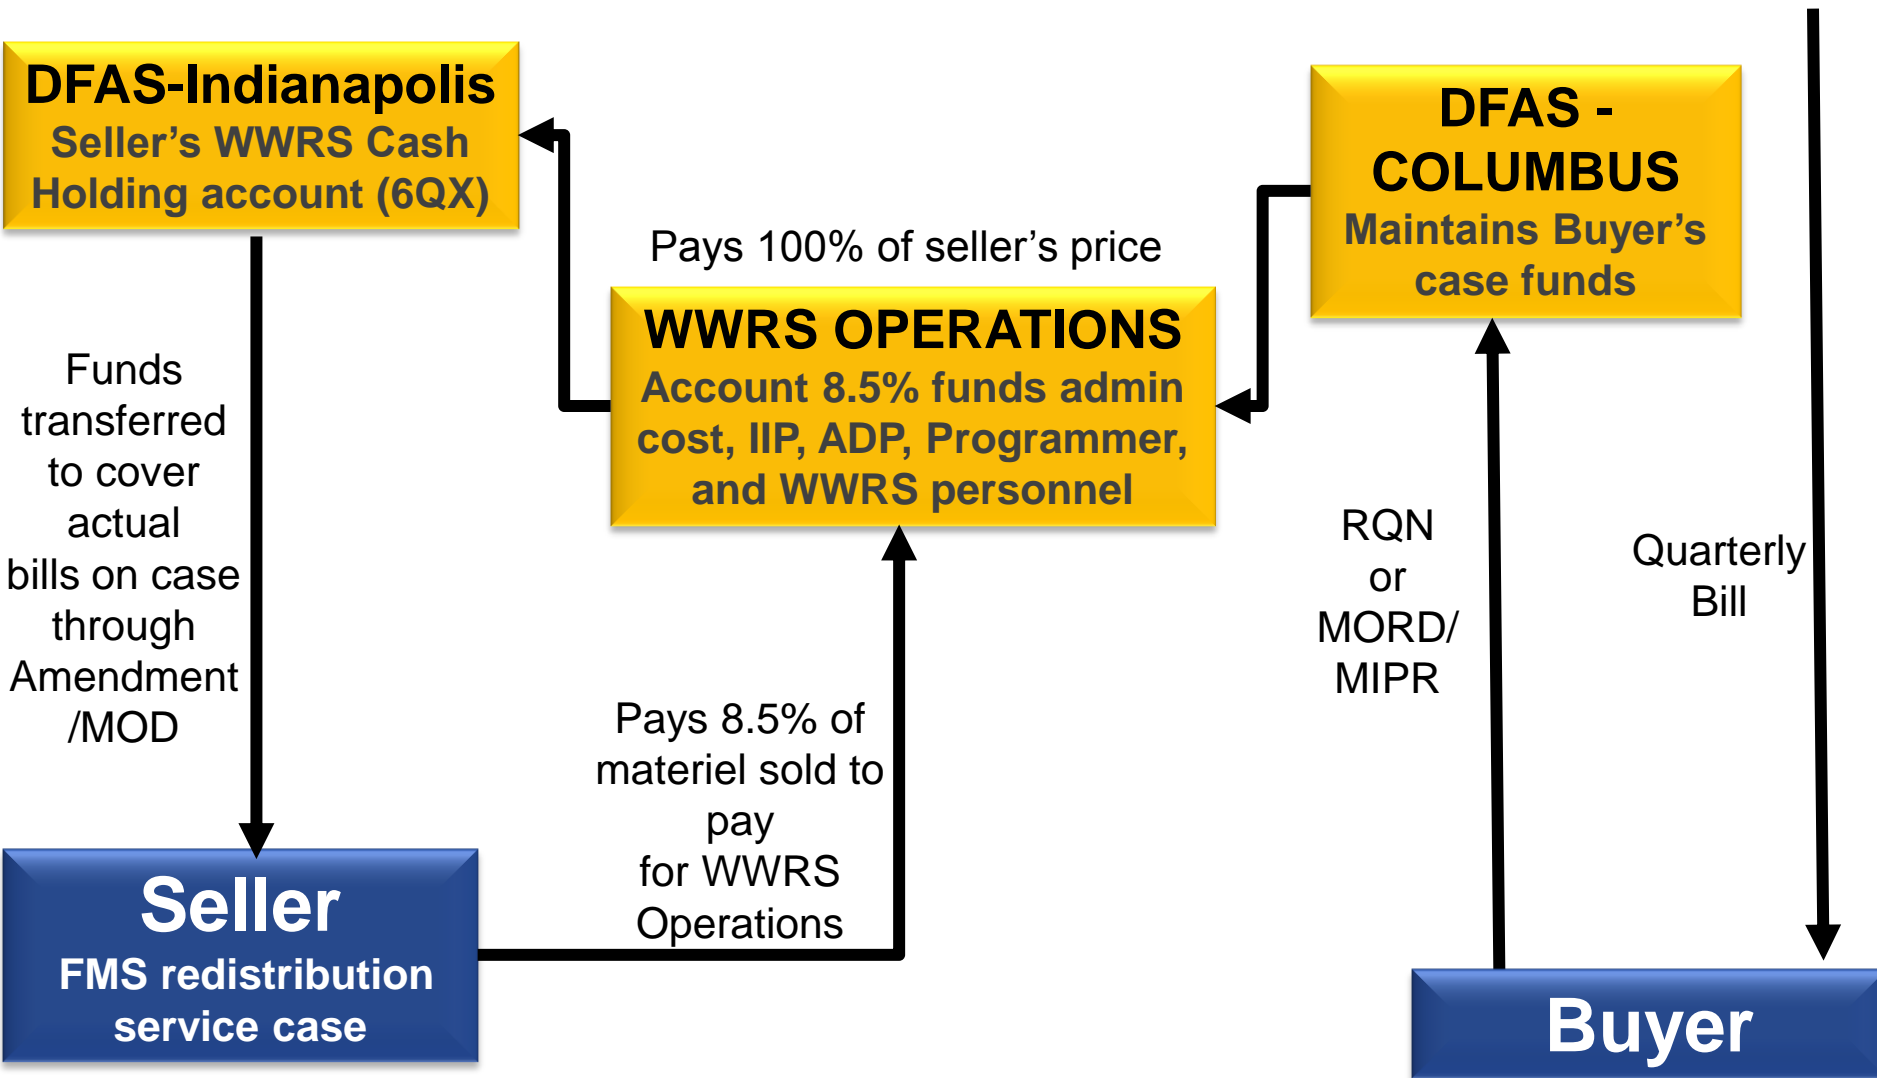 DFAS-Indianapolis
Seller’s WWRS Cash
Holding account (6QX)
DFAS -
COLUMBUS
Maintains Buyer’s
case funds
Pays 100% of seller’s price
WWRS OPERATIONS
Account 8.5% funds admin
cost, IIP, ADP, Programmer,
and WWRS personnel
Funds
transferred
to cover
actual
bills on case
through
Amendment
/MOD
RQN
or
MORD/
MIPR
Quarterly
Bill
Pays 8.5% of
materiel sold to
pay
for WWRS
Operations
Seller
FMS redistribution
service case
Buyer